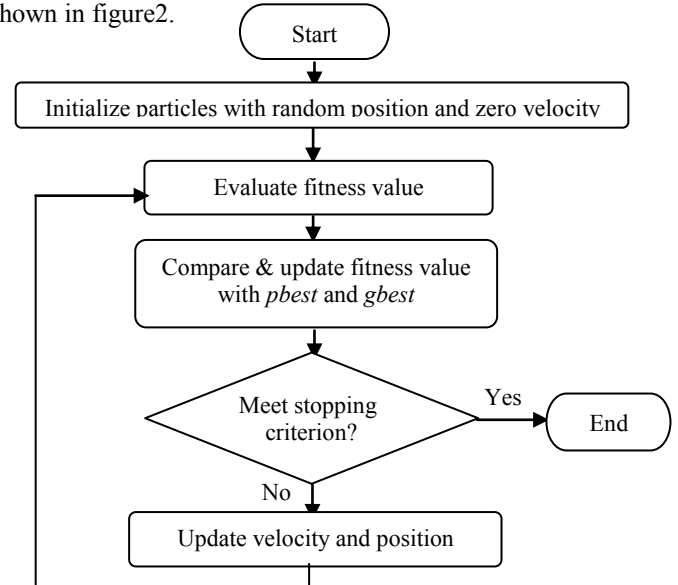 hown in figure2.
Start
Initialize particles with random position and zero velocity
Evaluate fitness value
Compare & update fitness value
with pbest and gbest
Meet stopping
criterion?
Yes
End
No
Update velocity and position